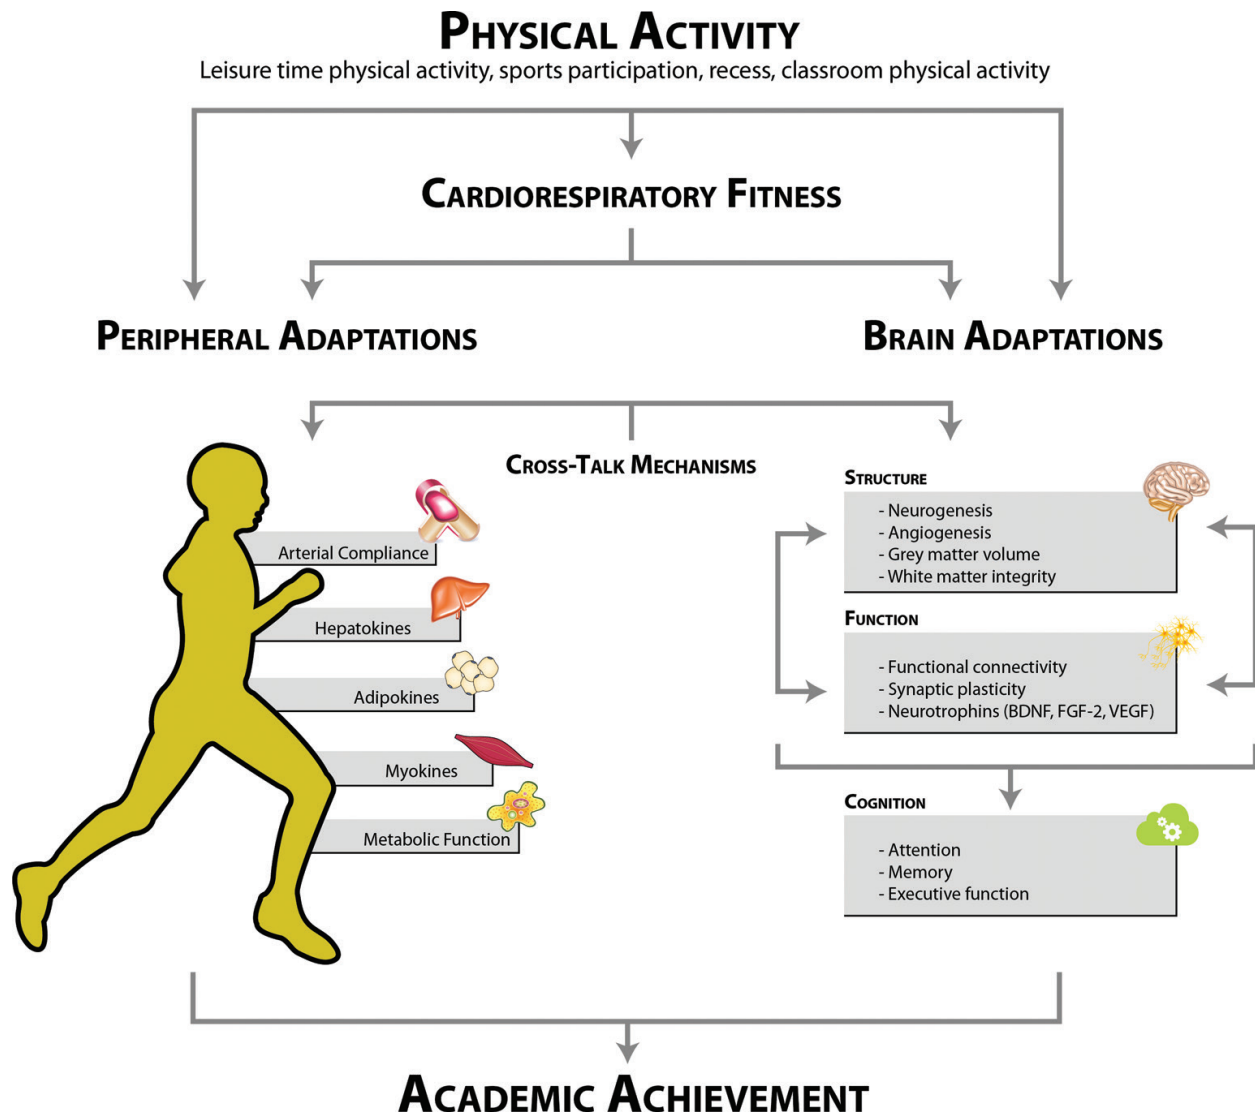 Physical Activity
Leisure time physical activity, sports participation, recess, classroom physical activity
Cardiorespiratory Fitness
Peripheral Adaptations
Brain Adaptations
Cross-Talk Mechanisms
Arterial Compliance
Hepatokines
Adipokines
Myokines
Metabolic Function
Structure
- Neurogenesis
- Angiogenesis
- Grey matter volume
- White matter integrity
Function
- Functional connectivity
- Synaptic plasticity
- Neurotrophins (BDNF, FGF-2, VEGF)
Cognition
- Attention
- Memory
- Executive function
Academic Achievement